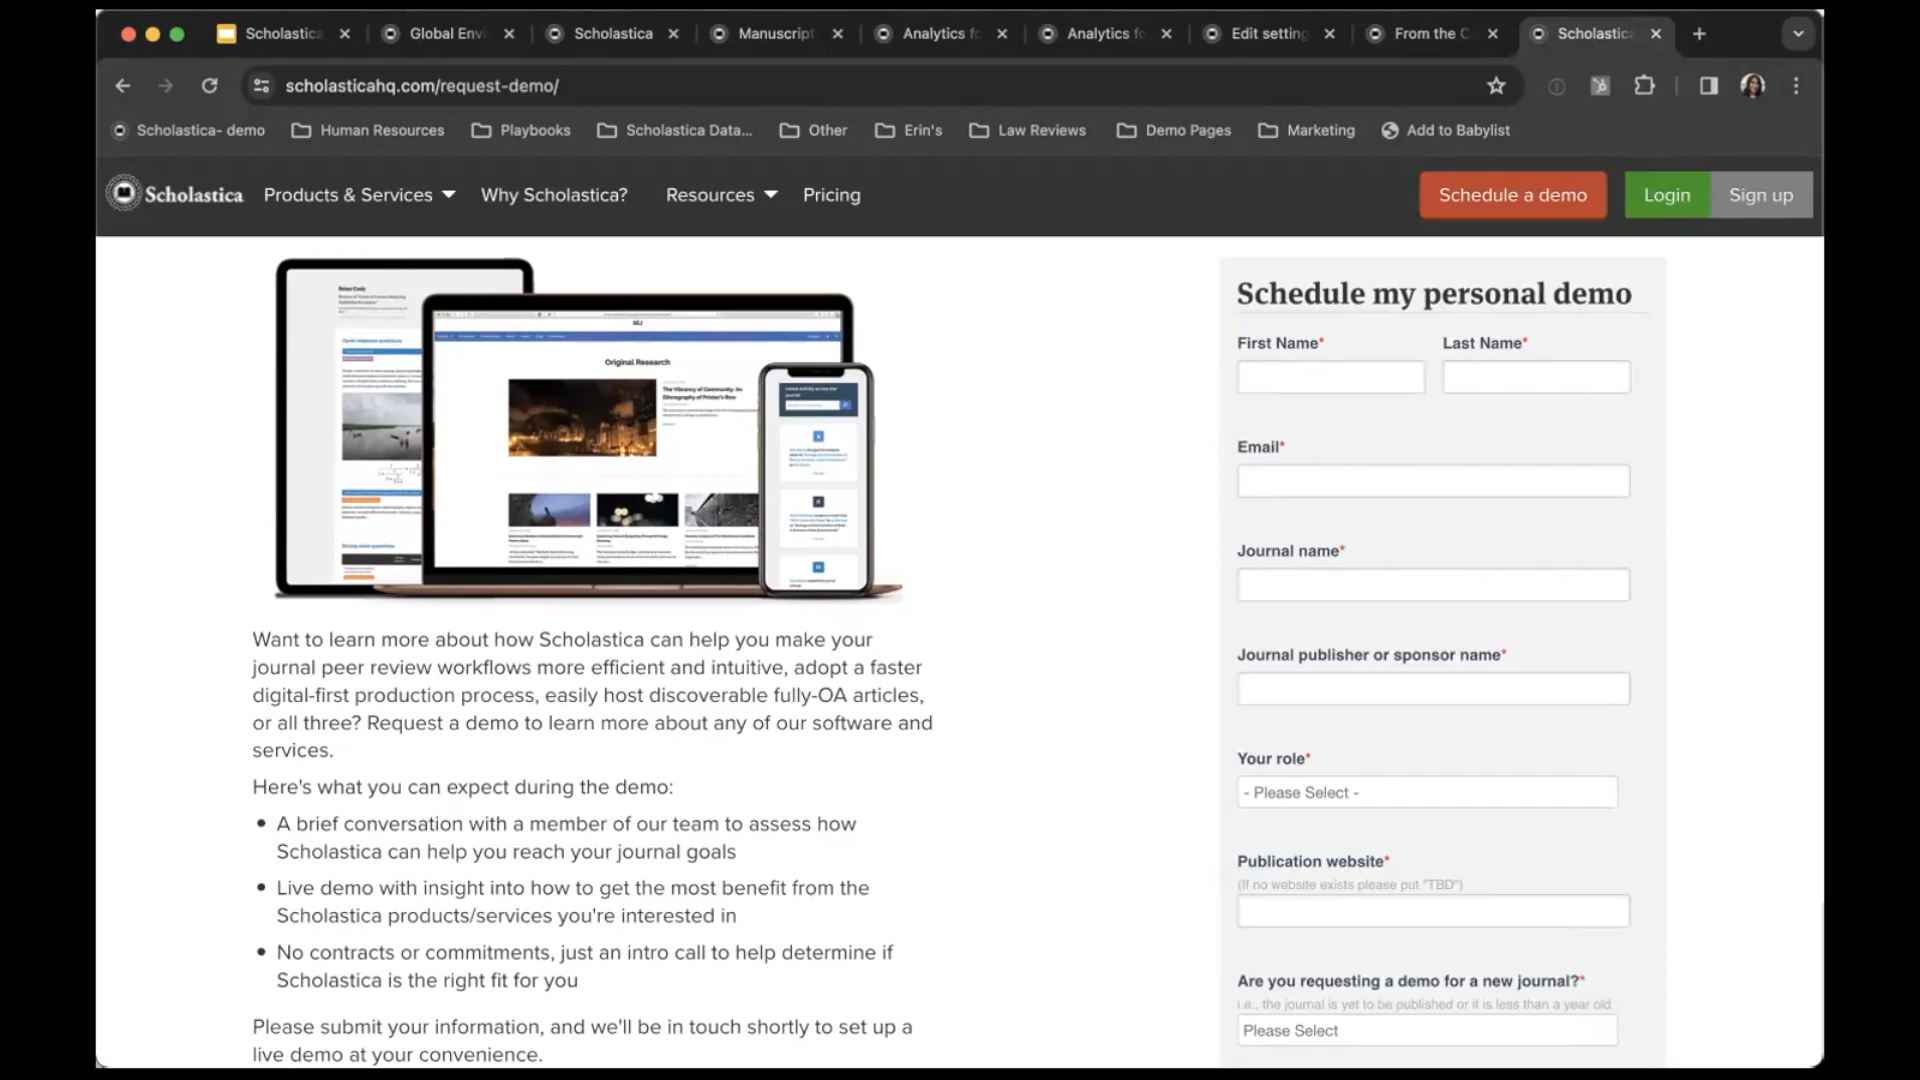 Scholastica
Global Env
Scholastica
Manuscript
Analytics fo
Analytics fo
Edit setting
From the C
Scholastica
scholasticahq.com/request-demo/
Scholastica- demo
Human Resources
Playbooks
Scholastica Data...
Other
Erin's
Law Reviews
Demo Pages
Marketing
Add to Babylist
Scholastica
Products & Services
Why Scholastica?
Resources
Pricing
Schedule a demo
Login
Sign up
Original Research
The Vibrancy of Community: An
Ethnography of Printer's Row
Want to learn more about how Scholastica can help you make your
journal peer review workflows more efficient and intuitive, adopt a faster
digital-first production process, easily host discoverable fully-OA articles,
or all three? Request a demo to learn more about any of our software and
services.
Here's what you can expect during the demo:
• A brief conversation with a member of our team to assess how
Scholastica can help you reach your journal goals
• Live demo with insight into how to get the most benefit from the
Scholastica products/services you're interested in
• No contracts or commitments, just an intro call to help determine if
Scholastica is the right fit for you
Please submit your information, and we'll be in touch shortly to set up a
live demo at your convenience.
Schedule my personal demo
First Name*
Last Name*
Email*
Journal name*
Journal publisher or sponsor name*
Your role*
- Please Select -
Publication website*
(If no website exists please put "TBD")
Are you requesting a demo for a new journal?*
i.e., the journal is yet to be published or it is less than a year old
Please Select